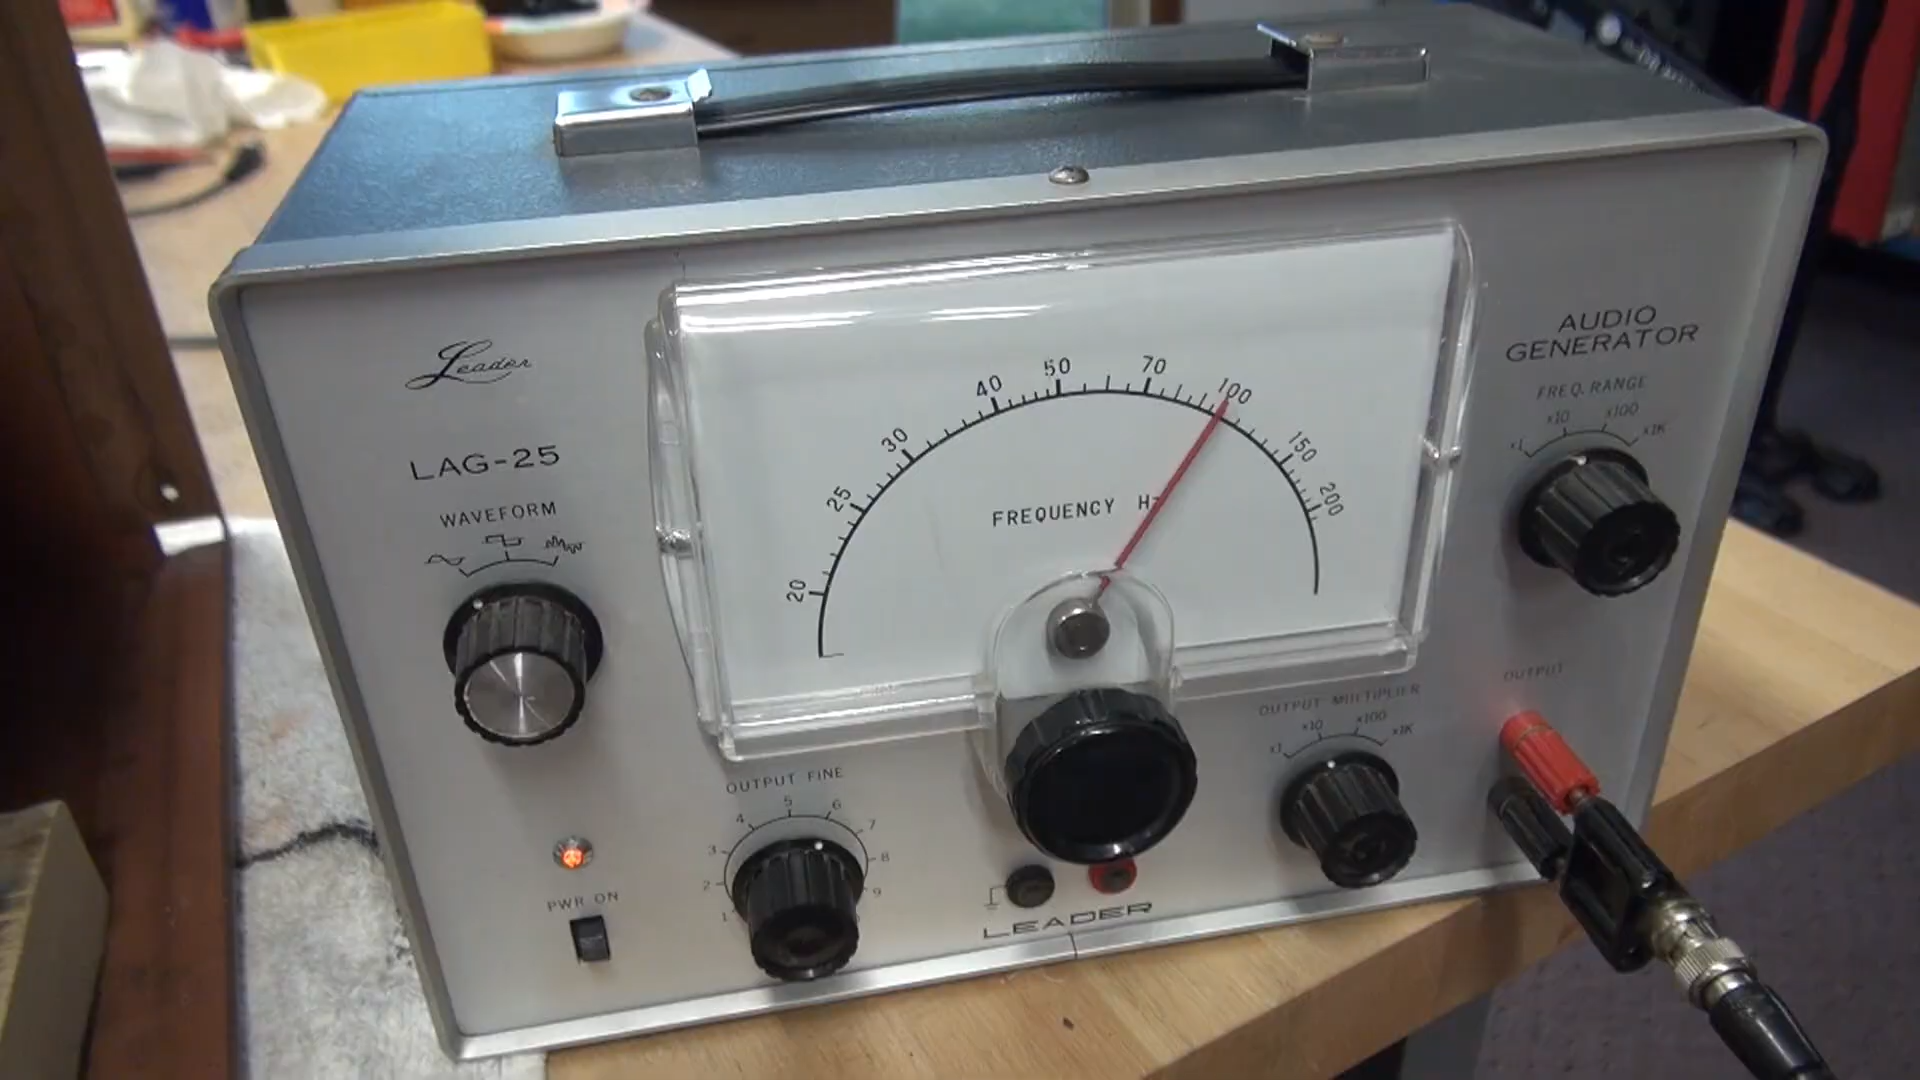 Leader
LAG-25
WAVEFORM
AUDIO
GENERATOR
FREQ. RANGE
x1 x10 x100 x1K
20 25 30 40 50 70 100 150 200
FREQUENCY Hz
OUTPUT FINE
1 2 3 4 5 6 7 8 9
PWR ON
OUTPUT MULTIPLIER
x1 x10 x100 x1K
OUTPUT
LEADER